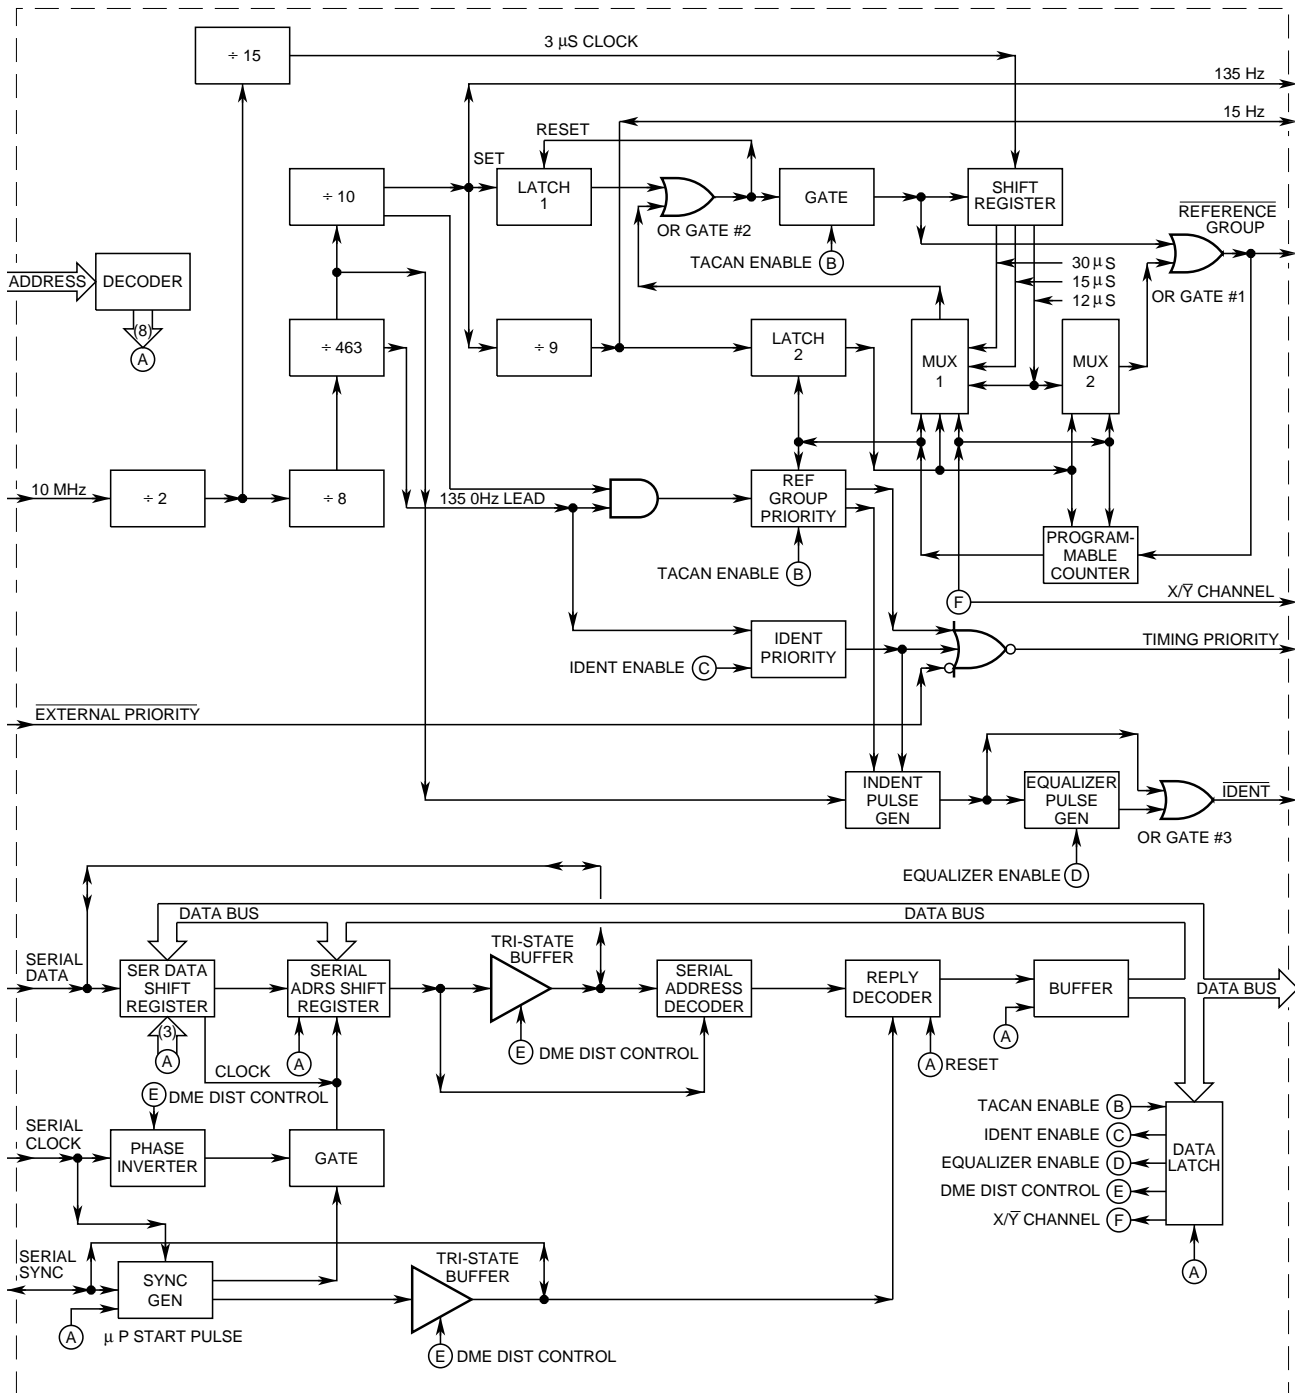 ÷ 15
3 μS CLOCK
135 Hz
15 Hz
RESET
SET
÷ 10
LATCH
1
OR GATE #2
GATE
SHIFT
REGISTER
REFERENCE
GROUP
TACAN ENABLE B
30 μS
15 μS
12 μS
OR GATE #1
ADDRESS
DECODER
(8)
A
÷ 463
÷ 9
LATCH
2
MUX
1
MUX
2
10 MHz
÷ 2
÷ 8
135 0Hz LEAD
REF
GROUP
PRIORITY
PROGRAM-
MABLE
COUNTER
TACAN ENABLE B
F
X/Y̅ CHANNEL
IDENT
PRIORITY
IDENT ENABLE C
TIMING PRIORITY
EXTERNAL PRIORITY
INDENT
PULSE
GEN
EQUALIZER
PULSE
GEN
IDENT
OR GATE #3
EQUALIZER ENABLE D
DATA BUS
DATA BUS
SERIAL
DATA
SER DATA
SHIFT
REGISTER
SERIAL
ADRS SHIFT
REGISTER
TRI-STATE
BUFFER
SERIAL
ADDRESS
DECODER
REPLY
DECODER
BUFFER
DATA BUS
(3)
A
A
E DME DIST CONTROL
A RESET
A
CLOCK
E DME DIST CONTROL
SERIAL
CLOCK
PHASE
INVERTER
GATE
TACAN ENABLE B
IDENT ENABLE C
EQUALIZER ENABLE D
DME DIST CONTROL E
X/Y̅ CHANNEL F
DATA
LATCH
A
SERIAL
SYNC
SYNC
GEN
TRI-STATE
BUFFER
A
μ P START PULSE
E DME DIST CONTROL